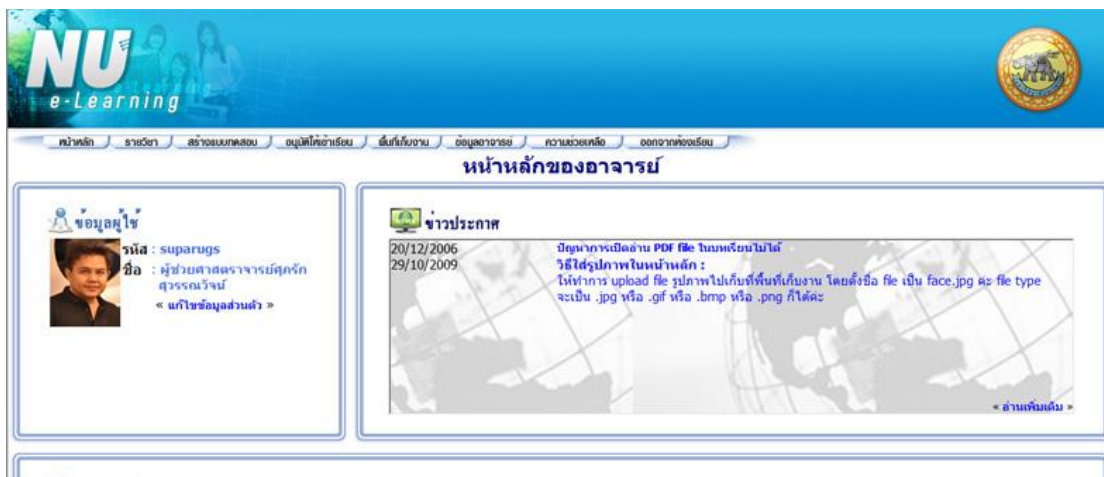 NU
e-Learning
หน้าหลัก รายวิชา สร้างแบบทดสอบ อนุมัติให้เข้าเรียน พื้นที่เก็บงาน ข้อมูลอาจารย์ ความช่วยเหลือ ออกจากห้องเรียน
หน้าหลักของอาจารย์
ข้อมูลผู้ใช้
รหัส : suparugs
ชื่อ : ผู้ช่วยศาสตราจารย์ศุภรัก
สุวรรณวัจน์
« แก้ไขข้อมูลส่วนตัว »
ข่าวประกาศ
20/12/2006 ปัญหาการเปิดอ่าน PDF file ในบทเรียนไม่ได้
29/10/2009 วิธีใส่รูปภาพในหน้าหลัก :
ให้ทำการ upload file รูปภาพไปเก็บที่พื้นที่เก็บงาน โดยตั้งชื่อ file เป็น face.jpg คะ file type
จะเป็น .jpg หรือ .gif หรือ .bmp หรือ .png ก็ได้ค่ะ
« อ่านเพิ่มเติม »